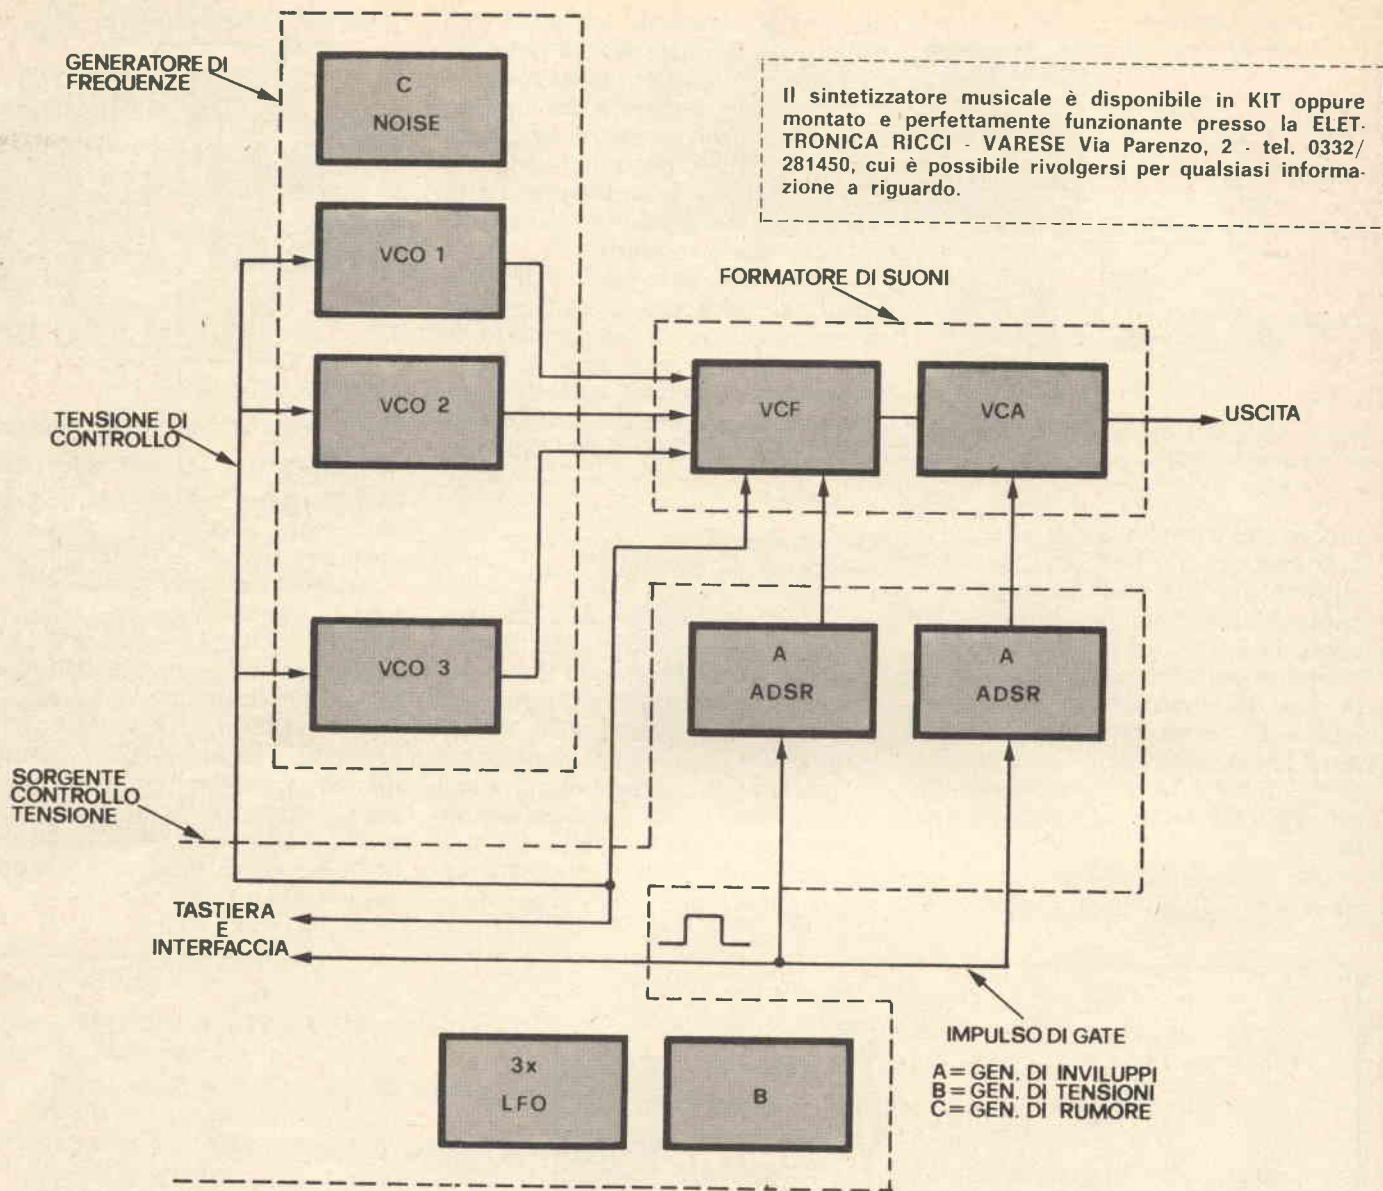 GENERATORE DI
FREQUENZE
C
NOISE
Il sintetizzatore musicale è disponibile in KIT oppure
montato e perfettamente funzionante presso la ELET-
TRONICA RICCI - VARESE Via Parenzo, 2 - tel. 0332/
281450, cui è possibile rivolgersi per qualsiasi informa-
zione a riguardo.
VCO 1
FORMATORE DI SUONI
VCO 2
VCF
VCA
USCITA
TENSIONE DI
CONTROLLO
VCO 3
A
ADSR
A
ADSR
SORGENTE
CONTROLLO
TENSIONE
TASTIERA
E
INTERFACCIA
IMPULSO DI GATE
3x
LFO
B
A = GEN. DI INVILUPPI
B = GEN. DI TENSIONI
C = GEN. DI RUMORE